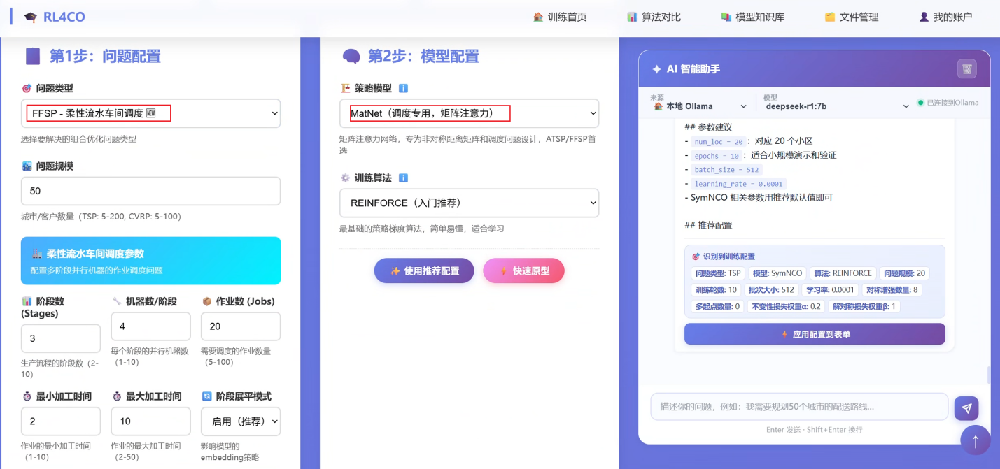 RL4CO
训练首页
算法对比
模型知识库
文件管理
我的账户
第1步：问题配置
问题类型
FFSP - 柔性流水车间调度 NEW
选择要解决的组合优化问题类型
问题规模
50
城市/客户数量（TSP: 5-200, CVRP: 5-100）
柔性流水车间调度参数
配置多阶段并行机器的作业调度问题
阶段数
(Stages)
3
生产流程的阶段数（2-
10）
机器数/阶段
4
每个阶段的并行机器数
（1-10）
作业数 (Jobs)
20
需要调度的作业数量
（5-100）
最小加工时间
2
作业的最小加工时间
（1-10）
最大加工时间
10
作业的最大加工时间
（2-50）
阶段展平模式
启用（推荐）
影响模型的
embedding策略
第2步：模型配置
策略模型 i
MatNet（调度专用，矩阵注意力）
矩阵注意力网络，专为非对称距离矩阵和调度问题设计，ATSP/FFSP首
选
训练算法 i
REINFORCE（入门推荐）
最基础的策略梯度算法，简单易懂，适合学习
使用推荐配置
快速原型
AI 智能助手
来源
本地 Ollama
模型
deepseek-r1:7b
已连接到Ollama
## 参数建议
- num_loc = 20 ：对应 20 个小区
- epochs = 10 ：适合小规模演示和验证
- batch_size = 512
- learning_rate = 0.0001
- SymNCO 相关参数用推荐默认值即可
## 推荐配置
识别到训练配置
问题类型: TSP 模型: SymNCO 算法: REINFORCE 问题规模: 20
训练轮数: 10 批次大小: 512 学习率: 0.0001 对称增强数量: 8
多起点数量: 0 不变性损失权重α: 0.2 解对称损失权重β: 1
应用配置到表单
描述你的问题，例如：我需要规划50个城市的配送路线...
Enter 发送 · Shift+Enter 换行
↑